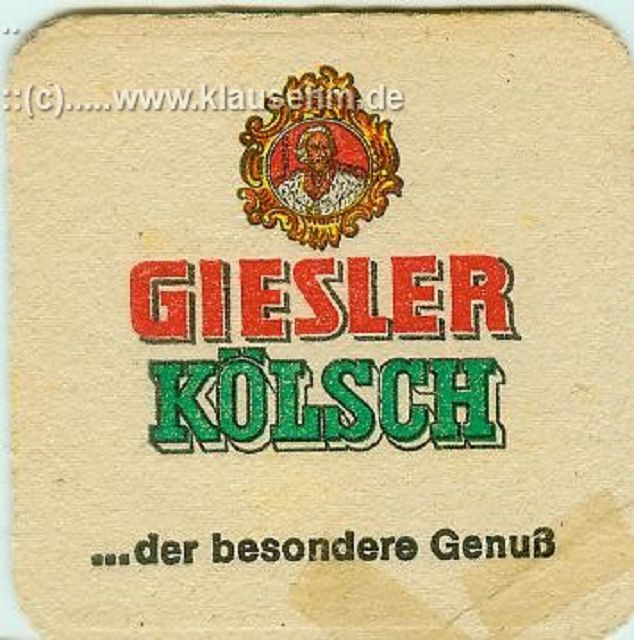 ::(c).....www.klausehm.de
GIESLER
KÖLSCH
...der besondere Genuß